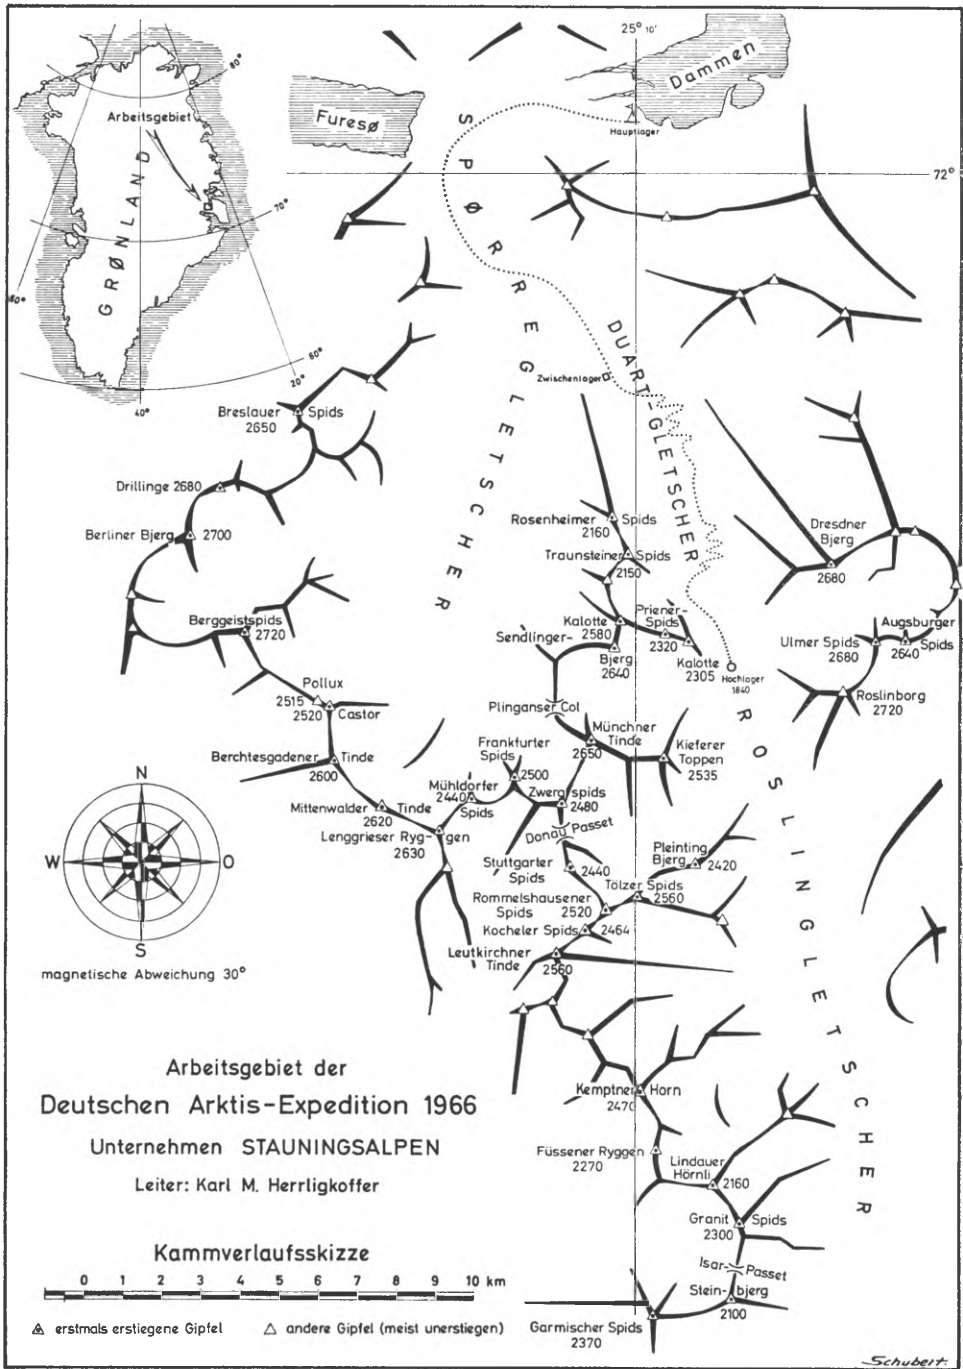 25° 10'
80°
Dammen
Arbeitsgebiet
Furesø
Hauptlager
SPØRREGLETSCHER
72°
GRØNLAND
70°
60°
DUART-GLETSCHER
Zwischenlager
60°
20°
40°
Breslauer Spids
2650
Drillinge 2680
Berliner Bjerg 2700
Rosenheimer Spids
2160
Dresdner
Bjerg
2680
Traunsteiner Spids
2150
Berggeistspids
2720
Kalotte
2580
Priener-
Spids
2320
Augsburger
Spids
2640
Sendlinger-
Bjerg
2640
Kalotte
2305
Hochlager
1840
Ulmer Spids
2680
Pollux
2515
2520 Castor
Roslinborg
2720
Plinganser Col
ROSLINGLETSCHER
Münchner
Tinde
2650
Kieferer
Toppen
2535
Berchtesgadener Tinde
2600
Frankfurter
Spids
2500
N
W O
S
magnetische Abweichung 30°
Mühldorfer
2440
Spids
Zwergspids
2480
Mittenwalder Tinde
2620
Lenggrieser Ryg-gen
2630
Donau Passet
Stuttgarter
Spids
2440
Pleinting
Bjerg 2420
Tölzer Spids
2560
Rommelshausener
Spids 2520
Kocheler Spids 2464
Leutkirchner
Tinde
2560
Arbeitsgebiet der
Deutschen Arktis-Expedition 1966
Unternehmen STAUNINGSALPEN
Leiter: Karl M. Herrligkoffer
Kemptner Horn
2470
Füssener Ryggen
2270
Lindauer
Hörnli 2160
Granit Spids
2300
Isar-Passet
Stein-bjerg
2100
Garmischer Spids
2370
Kammverlaufsskizze
0 1 2 3 4 5 6 7 8 9 10 km
erstmals erstiegene Gipfel
andere Gipfel (meist unerstiegen)
Schubert.